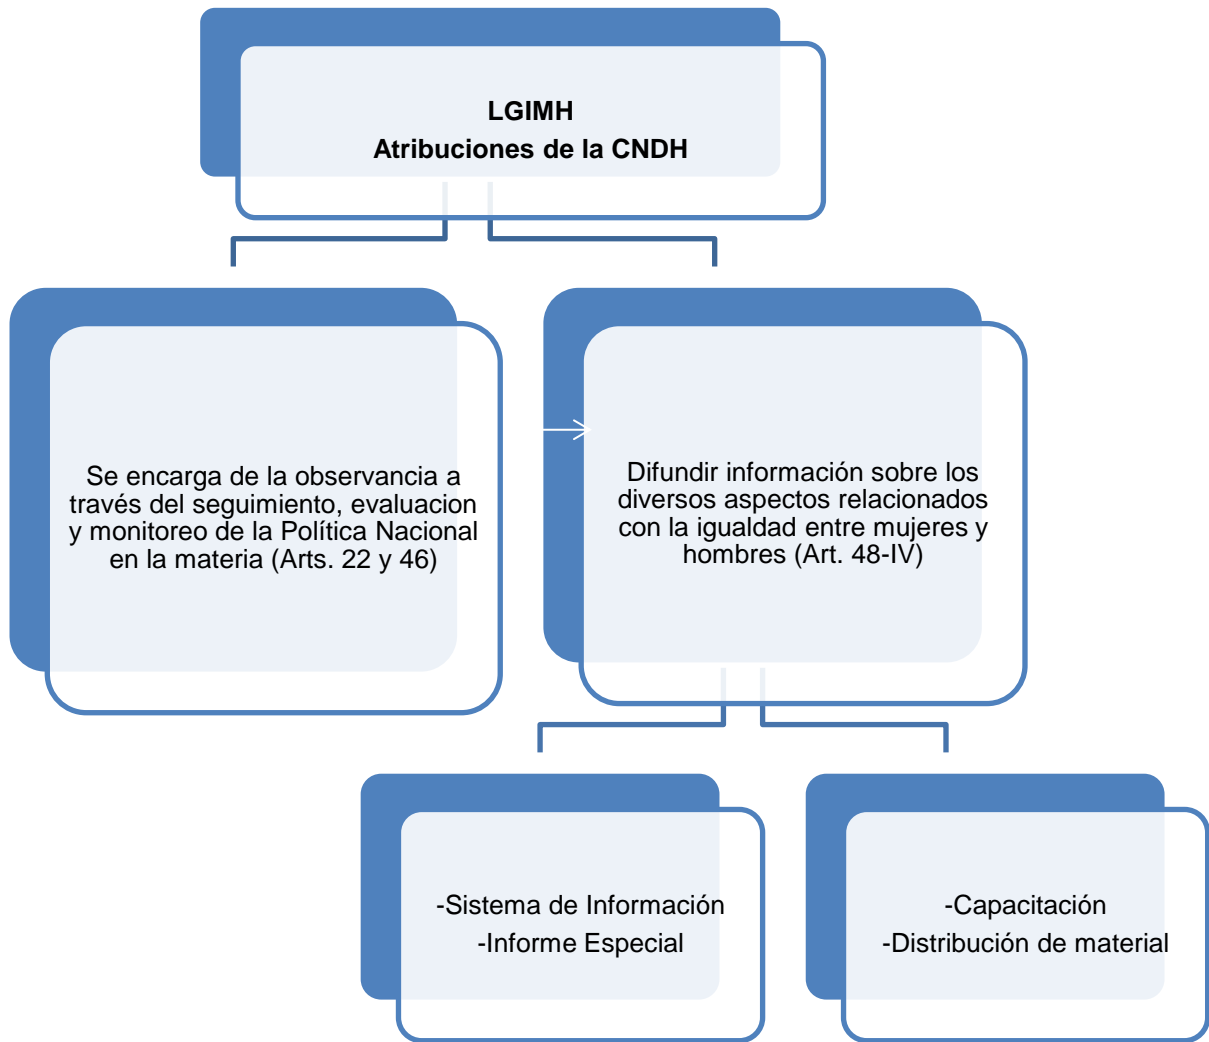 LGIMH
Atribuciones de la CNDH
Se encarga de la observancia a
través del seguimiento, evaluacion
y monitoreo de la Política Nacional
en la materia (Arts. 22 y 46)
Difundir información sobre los
diversos aspectos relacionados
con la igualdad entre mujeres y
hombres (Art. 48-IV)
-Sistema de Información
-Informe Especial
-Capacitación
-Distribución de material